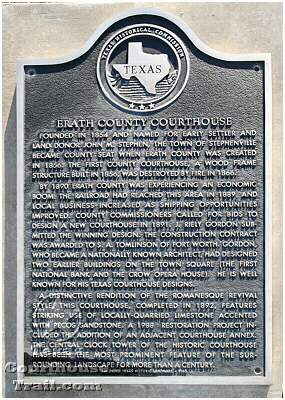 TEXAS HISTORICAL COMMISSION
TEXAS
ERATH COUNTY COURTHOUSE
FOUNDED IN 1854 AND NAMED FOR EARLY SETTLER AND
LAND DONOR JOHN M. STEPHEN, THE TOWN OF STEPHENVILLE
BECAME COUNTY SEAT WHEN ERATH COUNTY WAS CREATED
IN 1856. THE FIRST COUNTY COURTHOUSE, A WOOD FRAME
STRUCTURE BUILT IN 1856, WAS DESTROYED BY FIRE IN 1866.
BY 1890 ERATH COUNTY WAS EXPERIENCING AN ECONOMIC
BOOM; THE RAILROAD HAD REACHED THIS AREA IN 1889, AND
LOCAL BUSINESS INCREASED AS SHIPPING OPPORTUNITIES
IMPROVED. COUNTY COMMISSIONERS CALLED FOR BIDS TO
DESIGN A NEW COURTHOUSE IN 1891. J. RIELY GORDON SUB-
MITTED THE WINNING DESIGN. THE CONSTRUCTION CONTRACT
WAS AWARDED TO S. A. TOMLINSON OF FORT WORTH. GORDON,
WHO BECAME A NATIONALLY KNOWN ARCHITECT, HAD DESIGNED
TWO EARLIER BUILDINGS ON THE TOWN SQUARE (THE FIRST
NATIONAL BANK AND THE CROW OPERA HOUSE). HE IS WELL
KNOWN FOR HIS TEXAS COURTHOUSE DESIGNS.
A DISTINCTIVE RENDITION OF THE ROMANESQUE REVIVAL
STYLE, THIS COURTHOUSE, COMPLETED IN 1892, FEATURES
STRIKING USE OF LOCALLY-QUARRIED LIMESTONE ACCENTED
WITH PECOS SANDSTONE. A 1988 RESTORATION PROJECT IN-
CLUDED THE ADDITION OF AN ADJACENT COURTHOUSE ANNEX.
THE CENTRAL CLOCK TOWER OF THE HISTORIC COURTHOUSE
HAS BEEN THE MOST PROMINENT FEATURE OF THE SUR-
ROUNDING LANDSCAPE FOR MORE THAN A CENTURY.
RECORDED TEXAS HISTORIC LANDMARK
Courthouse
Trail.com